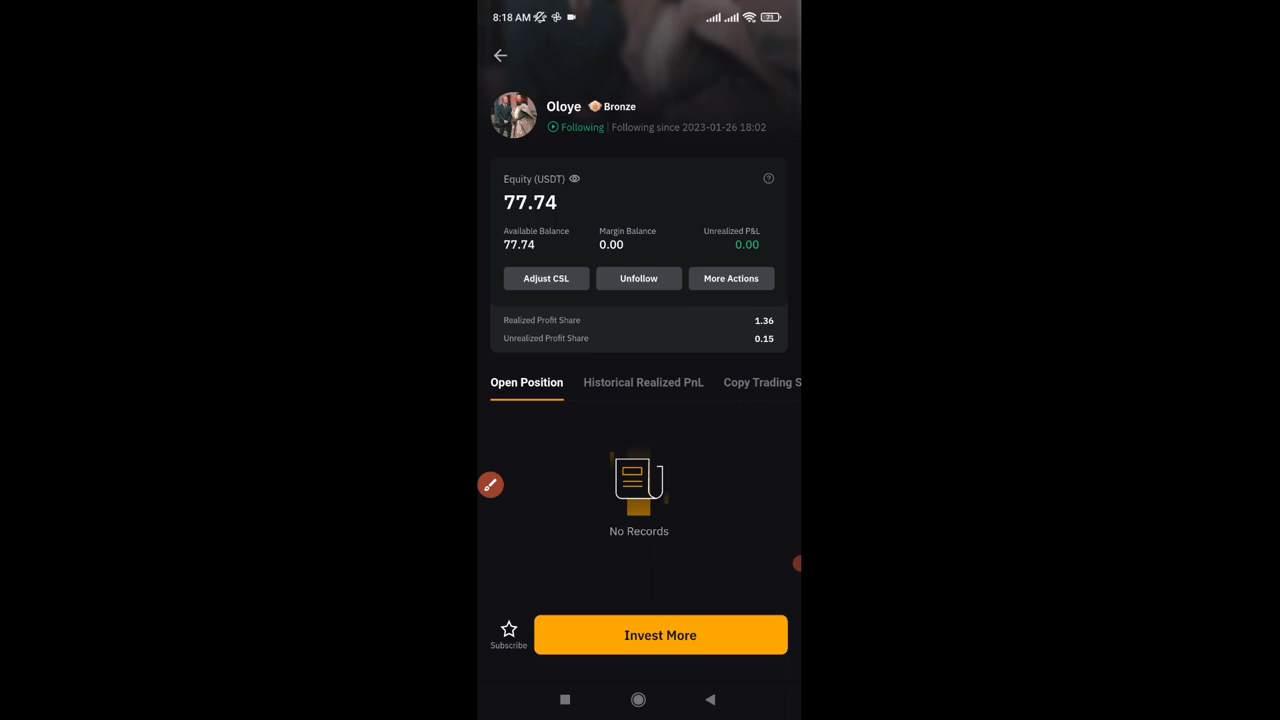 8:18 AM
71
Oloye Bronze
Following | Following since 2023-01-26 18:02
Equity (USDT)
77.74
Available Balance Margin Balance Unrealized P&L
77.74 0.00 0.00
Adjust CSL Unfollow More Actions
Realized Profit Share 1.36
Unrealized Profit Share 0.15
Open Position Historical Realized PnL Copy Trading S
No Records
Subscribe
Invest More